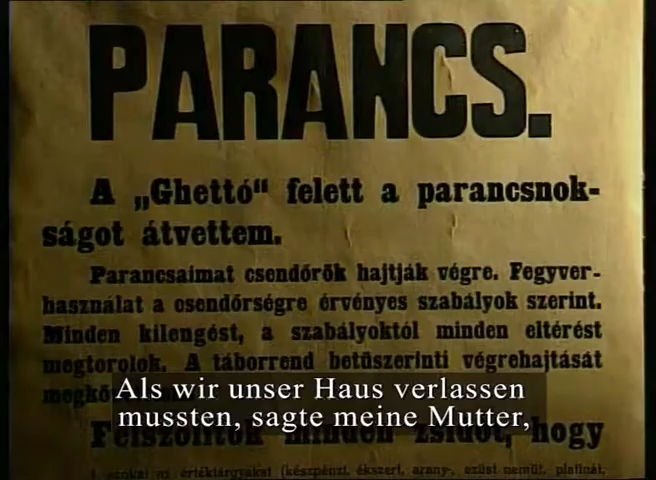 PARANCS.
A „Ghettó" felett a parancsnok-
ságot átvettem.
Parancsaimat csendőrök hajtják végre. Fegyver-
használat a csendőrségre érvényes szabályok szerint.
Minden kilengést, a szabályoktól minden eltérést
megtorolok. A táborrend betüszerinti végrehajtását
Als wir unser Haus verlassen
mussten, sagte meine Mutter,
Felszólítok minden zsidót, hogy
értéktárgyakat (készpénzt, ékszert, arany-, ezüst nemüt, platinát,